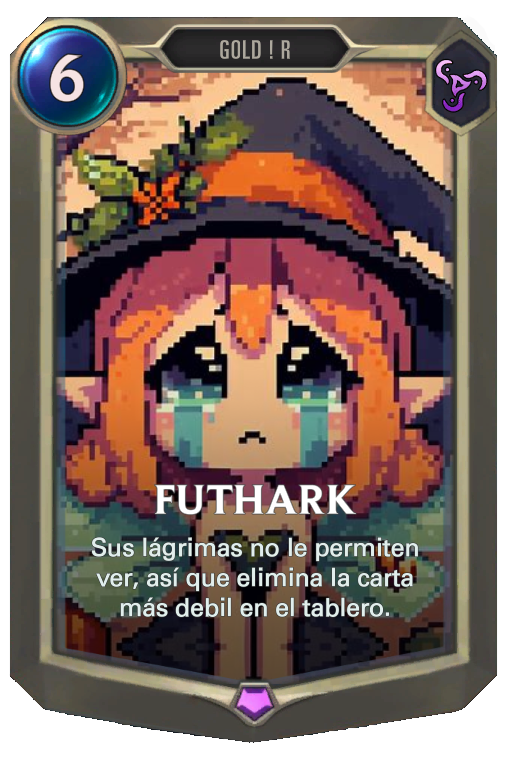 6
GOLD ! R
FUTHARK
Sus lágrimas no le permiten
ver, así que elimina la carta
más debil en el tablero.